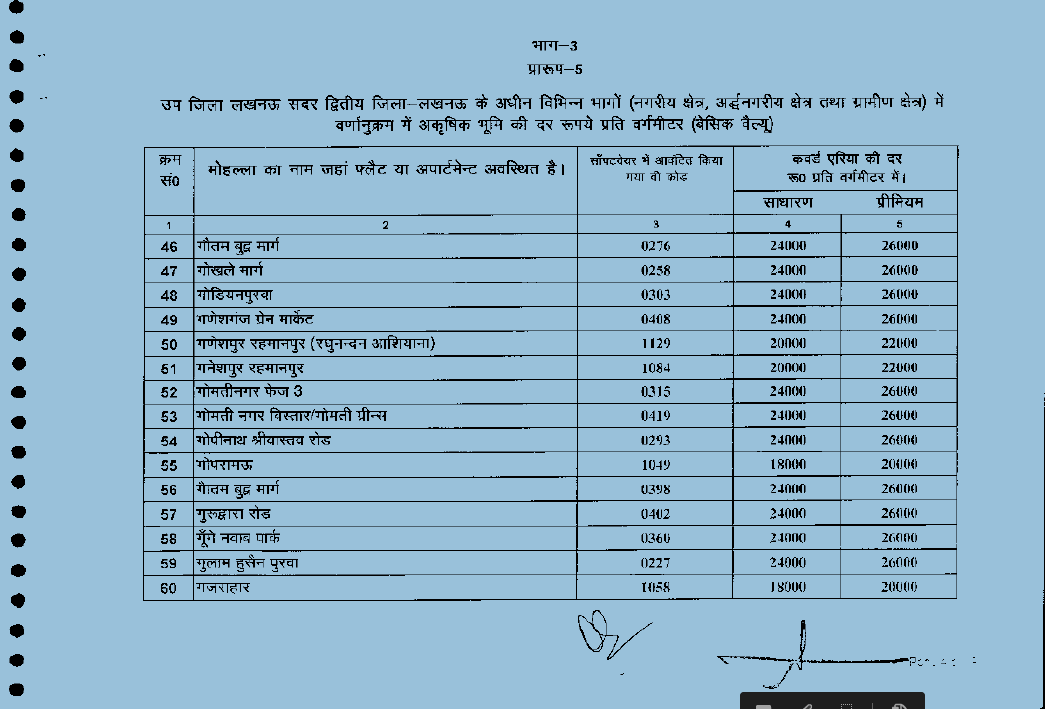 भाग–3
प्रारूप–5
उप जिला लखनऊ सदर द्वितीय जिला–लखनऊ के अधीन विभिन्न भागों (नगरीय क्षेत्र, अर्द्धनगरीय क्षेत्र तथा ग्रामीण क्षेत्र) में
वर्णानुक्रम में अकृषिक भूमि की दर रूपये प्रति वर्गमीटर (बेसिक वैल्यू)
क्रम सं0 मोहल्ला का नाम जहां फ्लैट या अपार्टमेन्ट अवस्थित है। सॉफ्टवेयर में आवंटित किया गया वी कोड कवर्ड एरिया की दर रू0 प्रति वर्गमीटर में।
साधारण प्रीमियम
1 2 3 4 5
46 गौतम बुद्व मार्ग 0276 24000 26000
47 गोखले मार्ग 0258 24000 26000
48 गोडियनपुरवा 0303 24000 26000
49 गणेशगंज ग्रेन मार्केट 0408 24000 26000
50 गणेशपुर रहमानपुर (रघुनन्दन आशियाना) 1129 20000 22000
51 गनेशपुर रहमानपुर 1084 20000 22000
52 गोमतीनगर फेज 3 0315 24000 26000
53 गोमती नगर विस्तार/गोमती ग्रीन्स 0419 24000 26000
54 गोपीनाथ श्रीवास्तव रोड 0293 24000 26000
55 गोपरामऊ 1049 18000 20000
56 गौतम बुद्व मार्ग 0398 24000 26000
57 गुरूद्वारा रोड 0402 24000 26000
58 गूँगे नवाब पार्क 0360 24000 26000
59 गुलाम हुसैन पुरवा 0227 24000 26000
60 गजराहार 1058 18000 20000